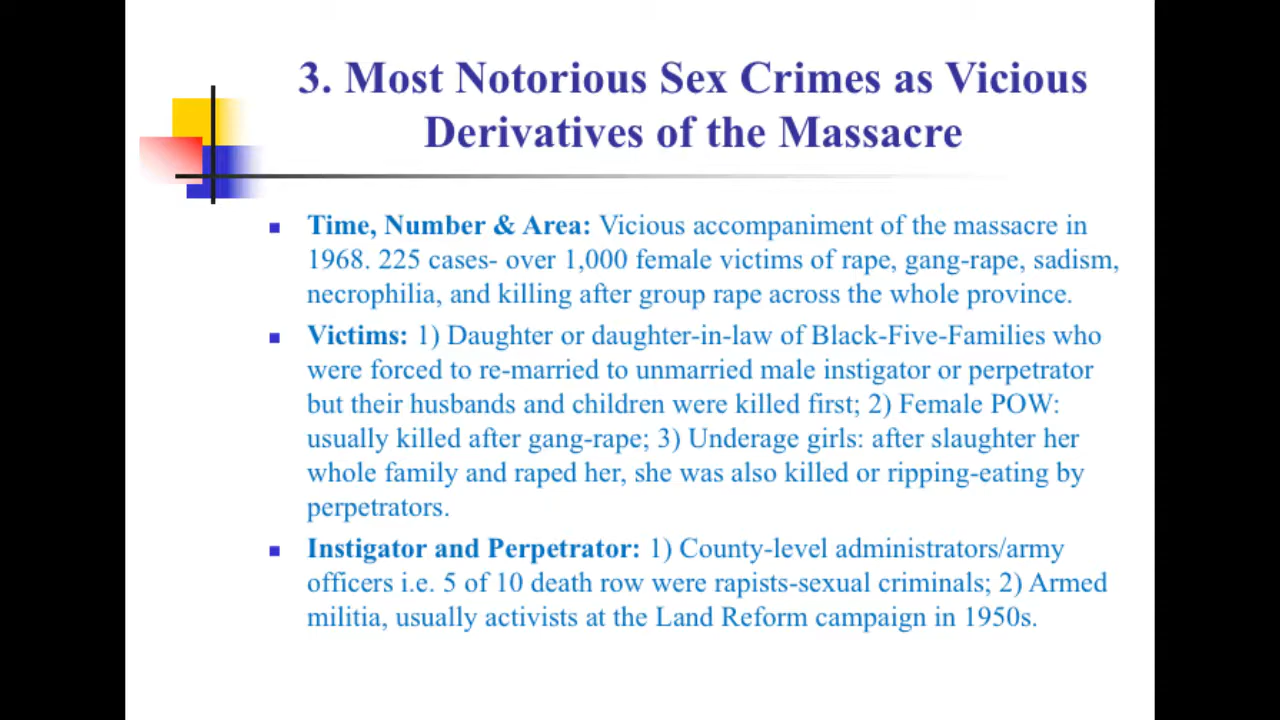 3. Most Notorious Sex Crimes as Vicious
Derivatives of the Massacre
Time, Number & Area: Vicious accompaniment of the massacre in
1968. 225 cases- over 1,000 female victims of rape, gang-rape, sadism,
necrophilia, and killing after group rape across the whole province.
Victims: 1) Daughter or daughter-in-law of Black-Five-Families who
were forced to re-married to unmarried male instigator or perpetrator
but their husbands and children were killed first; 2) Female POW:
usually killed after gang-rape; 3) Underage girls: after slaughter her
whole family and raped her, she was also killed or ripping-eating by
perpetrators.
Instigator and Perpetrator: 1) County-level administrators/army
officers i.e. 5 of 10 death row were rapists-sexual criminals; 2) Armed
militia, usually activists at the Land Reform campaign in 1950s.